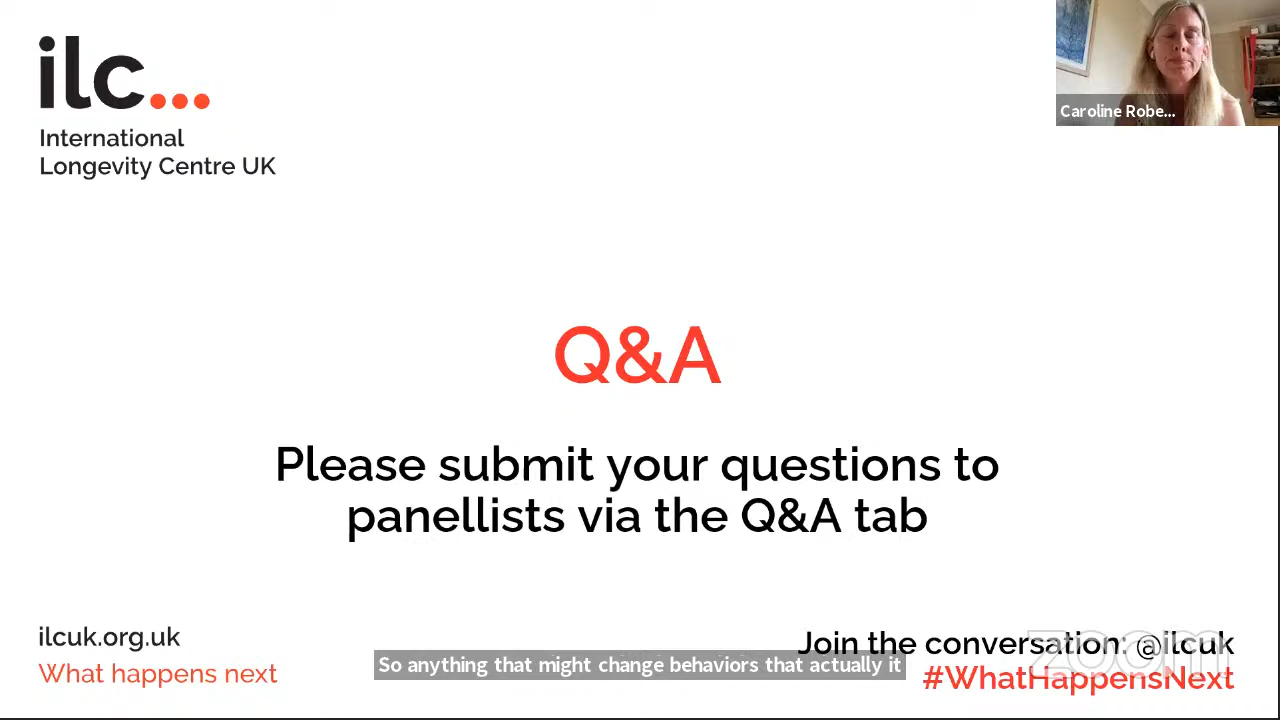 ilc...
International
Longevity Centre UK
Caroline Robe...
Q&A
Please submit your questions to
panellists via the Q&A tab
ilcuk.org.uk
What happens next
So anything that might change behaviors that actually it
Join the conversation: @ilcuk
#WhatHappensNext
zoom